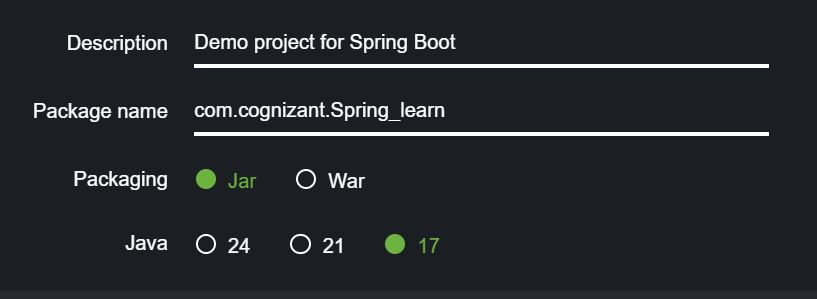 Description Demo project for Spring Boot
Package name com.cognizant.Spring_learn
Packaging Jar War
Java 24 21 17